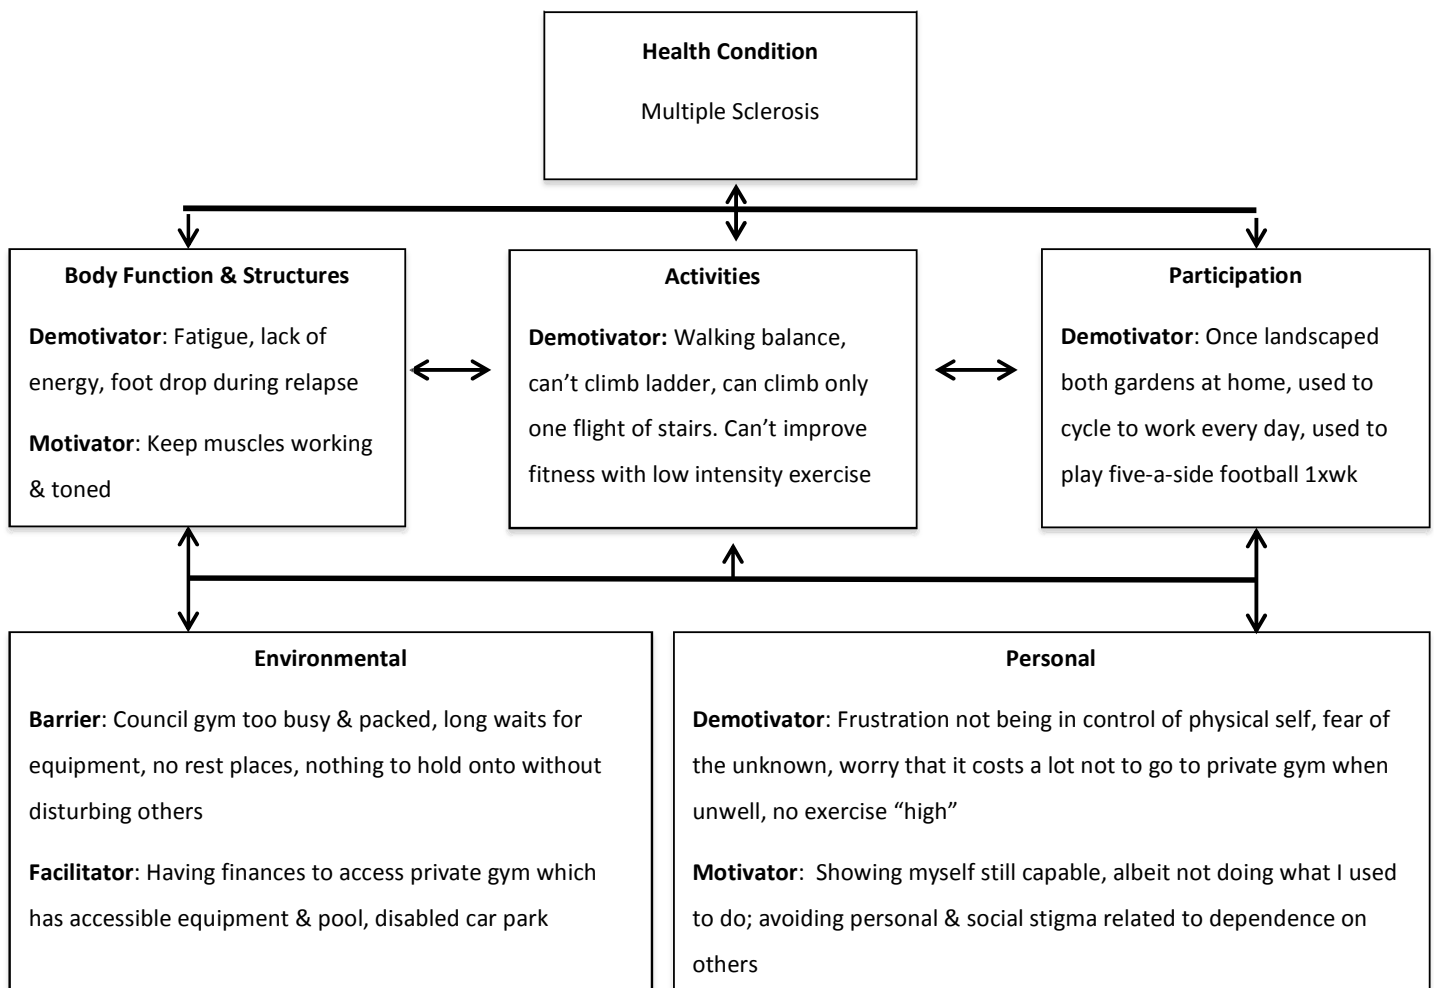 Health Condition
Multiple Sclerosis
Body Function & Structures
Demotivator: Fatigue, lack of
energy, foot drop during relapse
Motivator: Keep muscles working
& toned
Activities
Demotivator: Walking balance,
can’t climb ladder, can climb only
one flight of stairs. Can’t improve
fitness with low intensity exercise
Participation
Demotivator: Once landscaped
both gardens at home, used to
cycle to work every day, used to
play five-a-side football 1xwk
Environmental
Barrier: Council gym too busy & packed, long waits for
equipment, no rest places, nothing to hold onto without
disturbing others
Facilitator: Having finances to access private gym which
has accessible equipment & pool, disabled car park
Personal
Demotivator: Frustration not being in control of physical self, fear of
the unknown, worry that it costs a lot not to go to private gym when
unwell, no exercise “high”
Motivator:  Showing myself still capable, albeit not doing what I used
to do; avoiding personal & social stigma related to dependence on
others